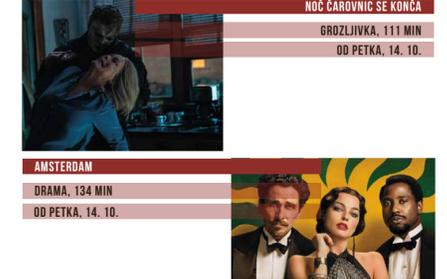 NOČ ČAROVNIC SE KONČA
GROZLJIVKA, 111 MIN
OD PETKA, 14. 10.
AMSTERDAM
DRAMA, 134 MIN
OD PETKA, 14. 10.